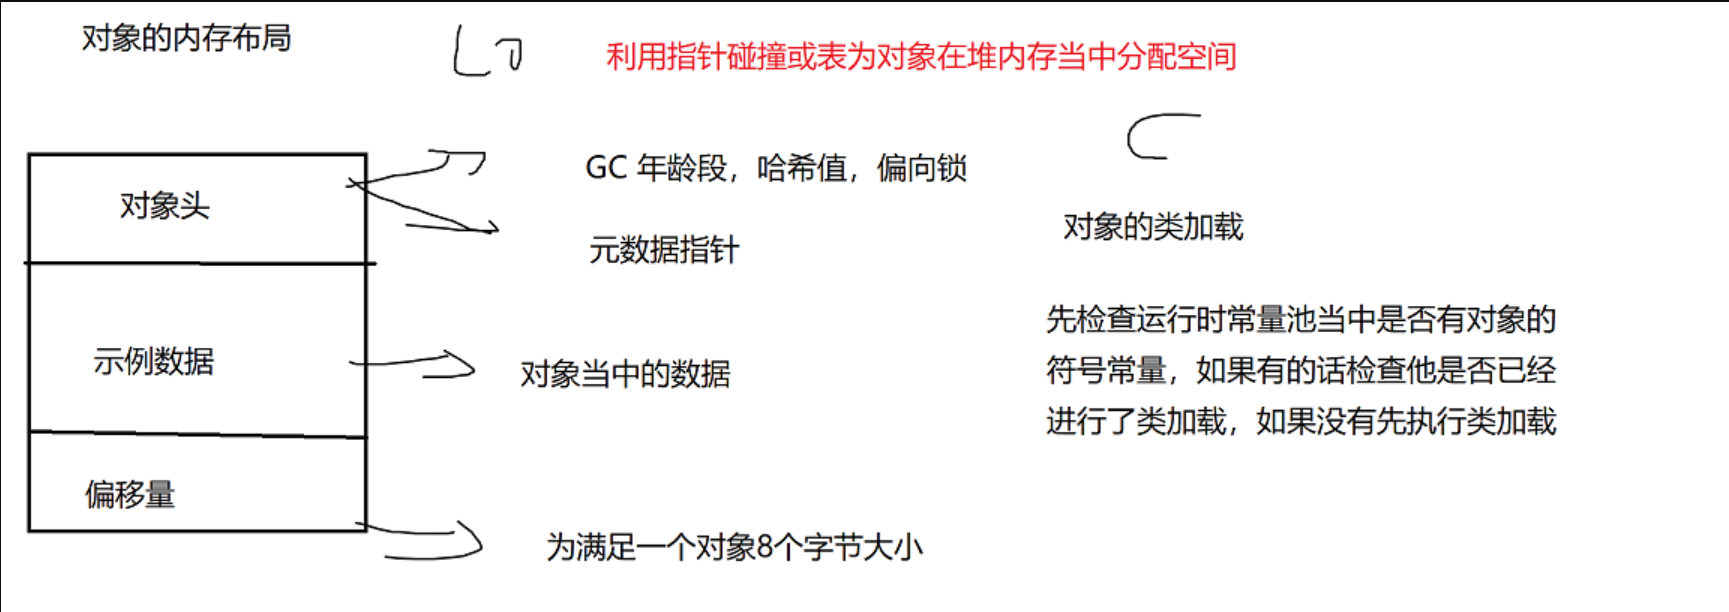 对象的内存布局
利用指针碰撞或表为对象在堆内存当中分配空间
对象头
GC 年龄段，哈希值，偏向锁
元数据指针
示例数据
对象当中的数据
偏移量
为满足一个对象8个字节大小
对象的类加载
先检查运行时常量池当中是否有对象的
符号常量，如果有的话检查他是否已经
进行了类加载，如果没有先执行类加载